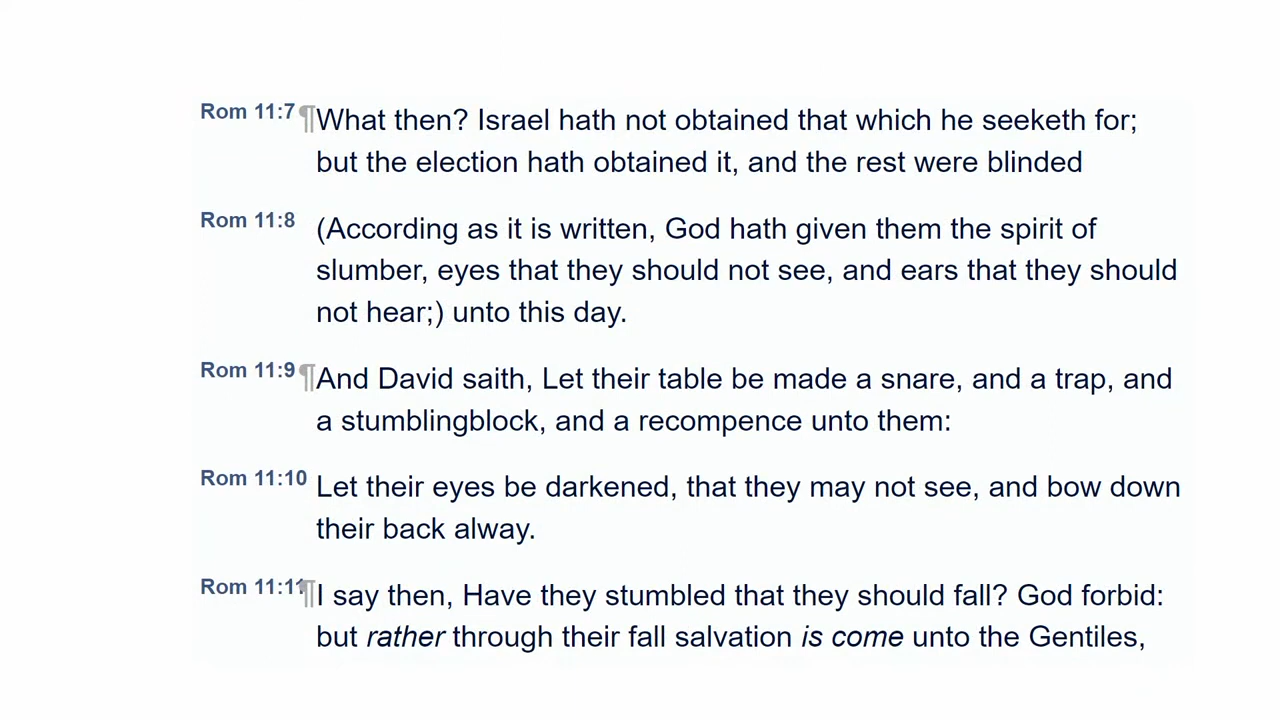 Rom 11:7 ¶What then? Israel hath not obtained that which he seeketh for;
but the election hath obtained it, and the rest were blinded
Rom 11:8 (According as it is written, God hath given them the spirit of
slumber, eyes that they should not see, and ears that they should
not hear;) unto this day.
Rom 11:9 ¶And David saith, Let their table be made a snare, and a trap, and
a stumblingblock, and a recompence unto them:
Rom 11:10 Let their eyes be darkened, that they may not see, and bow down
their back alway.
Rom 11:11 ¶I say then, Have they stumbled that they should fall? God forbid:
but rather through their fall salvation is come unto the Gentiles,